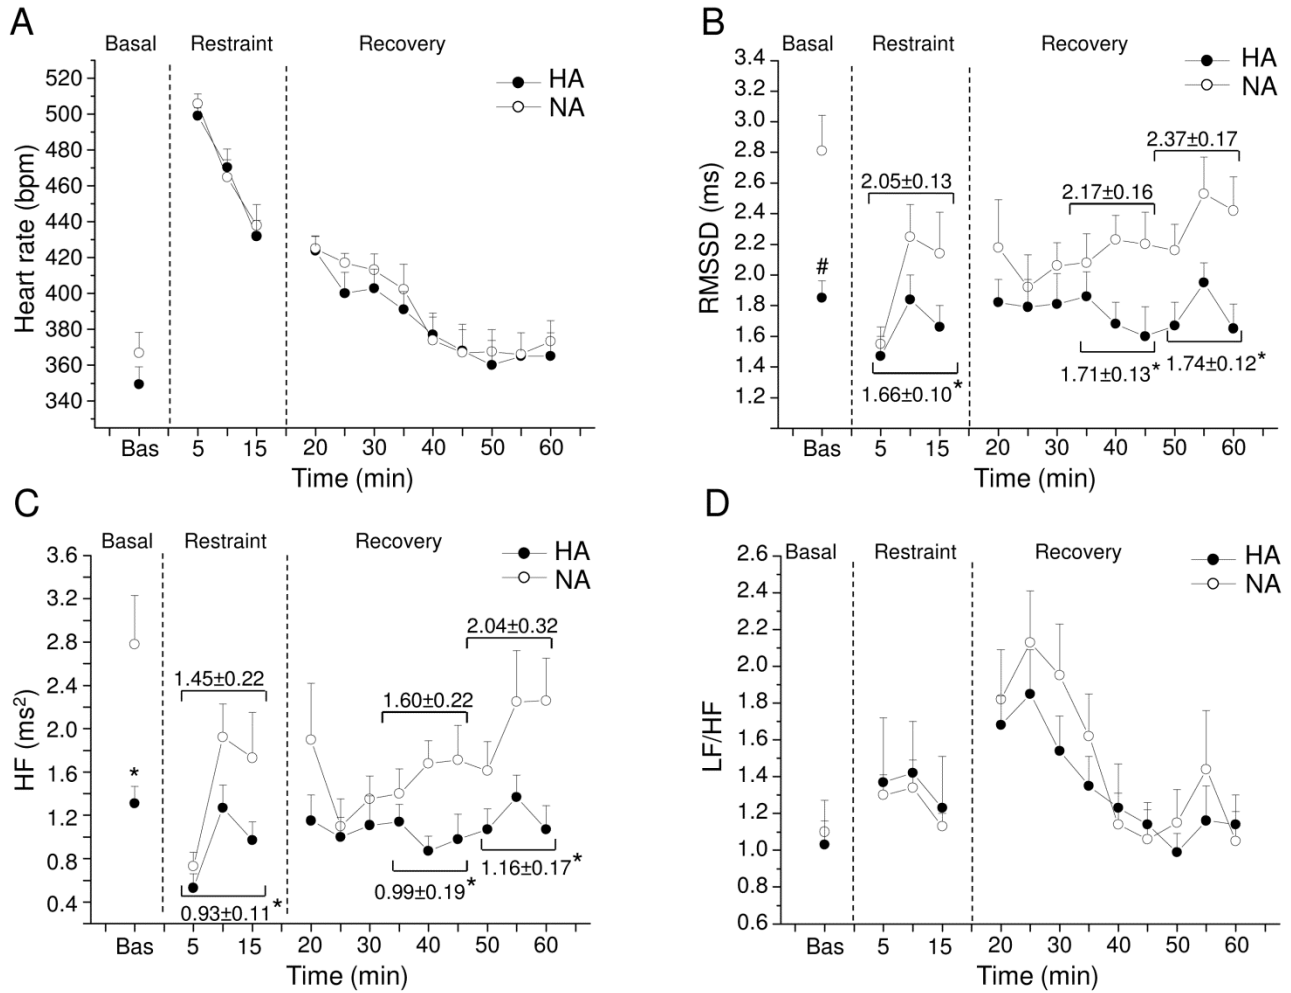 A
Basal Restraint Recovery
HA
NA
Heart rate (bpm)
520
500
480
460
440
420
400
380
360
340
Bas 5 15 20 30 40 50 60
Time (min)
B
Basal Restraint Recovery
HA
NA
RMSSD (ms)
3.4
3.2
3.0
2.8
2.6
2.4
2.2
2.0
1.8
1.6
1.4
1.2
2.37±0.17
2.05±0.13
2.17±0.16
#
1.66±0.10*
1.71±0.13*
1.74±0.12*
Bas 5 15 20 30 40 50 60
Time (min)
C
Basal Restraint Recovery
HA
NA
HF (ms²)
3.6
3.2
2.8
2.4
2.0
1.6
1.2
0.8
0.4
2.04±0.32
1.45±0.22
1.60±0.22
*
0.93±0.11*
0.99±0.19*
1.16±0.17*
Bas 5 15 20 30 40 50 60
Time (min)
D
Basal Restraint Recovery
HA
NA
LF/HF
2.6
2.4
2.2
2.0
1.8
1.6
1.4
1.2
1.0
0.8
0.6
Bas 5 15 20 30 40 50 60
Time (min)